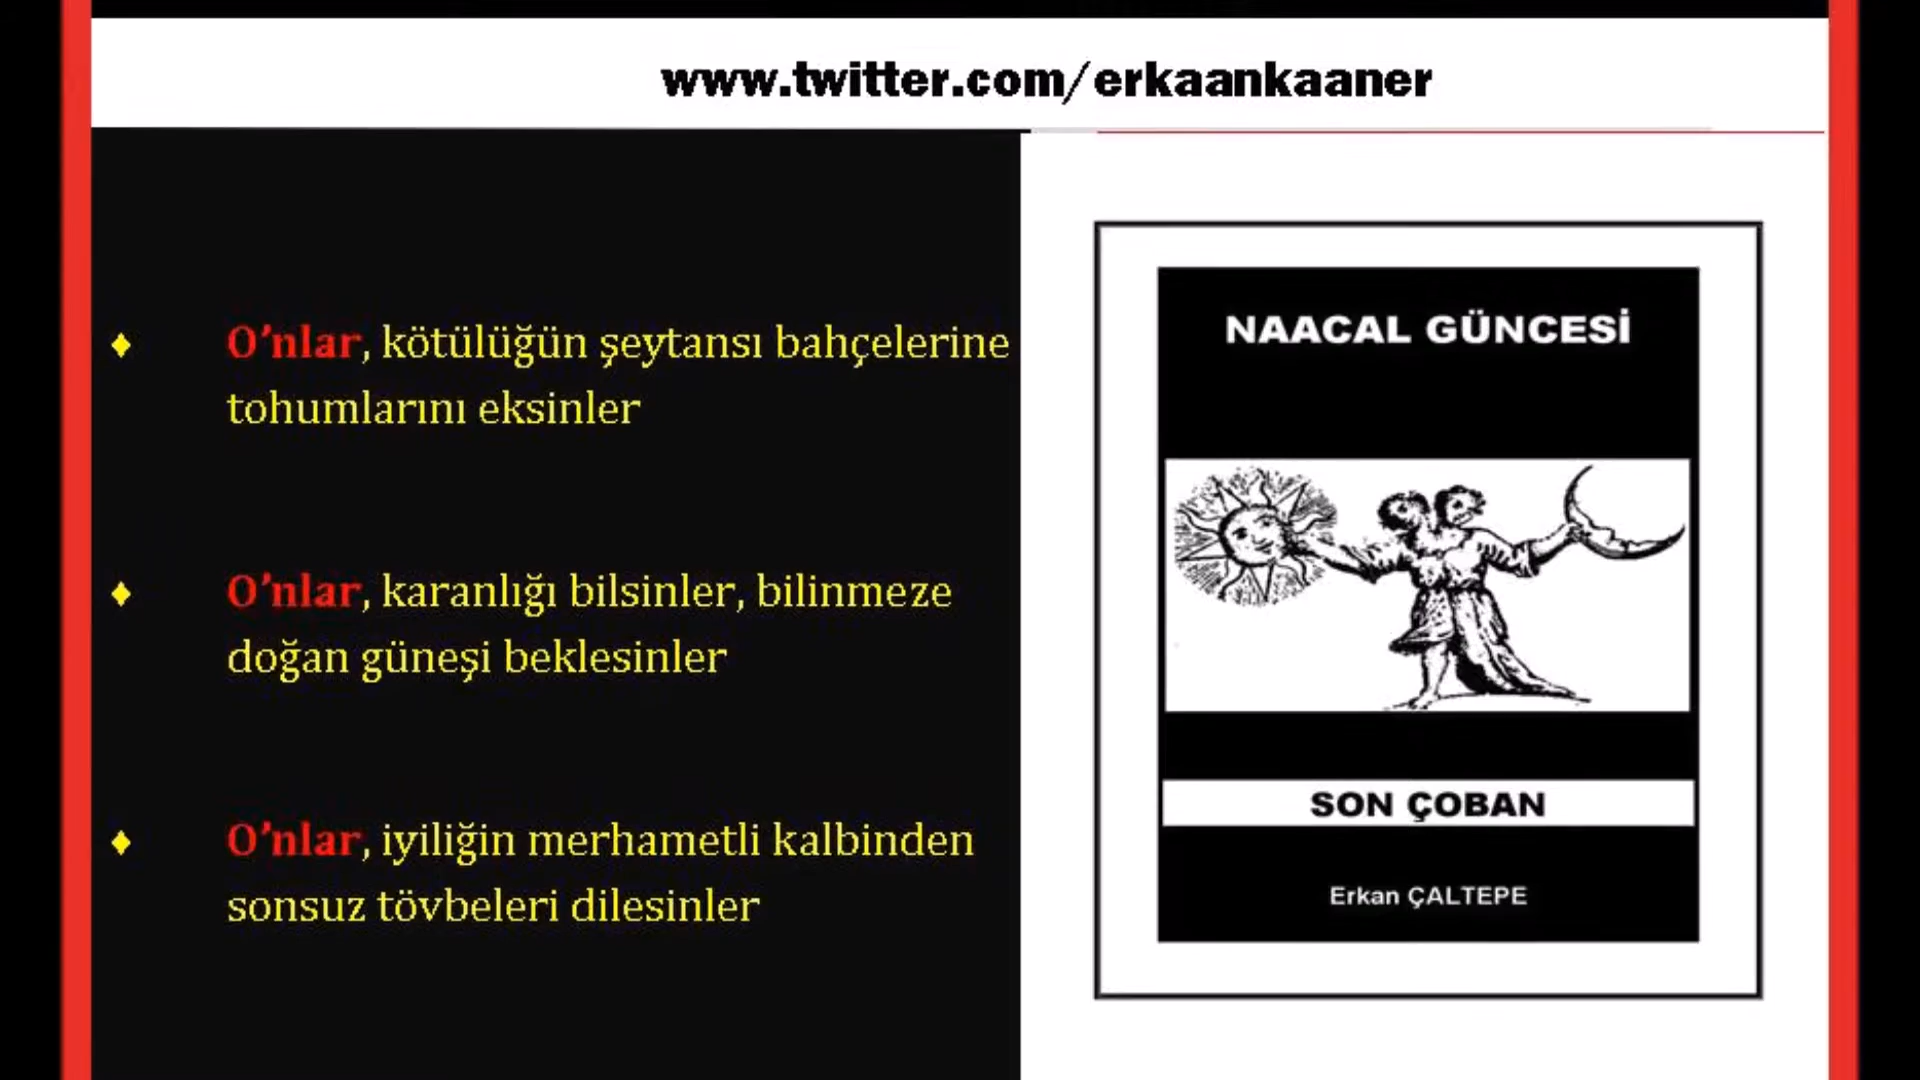 www.twitter.com/erkaankaaner
♦ O’nlar, kötülüğün şeytansı bahçelerine
tohumlarını eksinler
♦ O’nlar, karanlığı bilsinler, bilinmeze
doğan güneşi beklesinler
♦ O’nlar, iyiliğin merhametli kalbinden
sonsuz tövbeleri dilesinler
NAACAL GÜNCESİ
SON ÇOBAN
Erkan ÇALTEPE